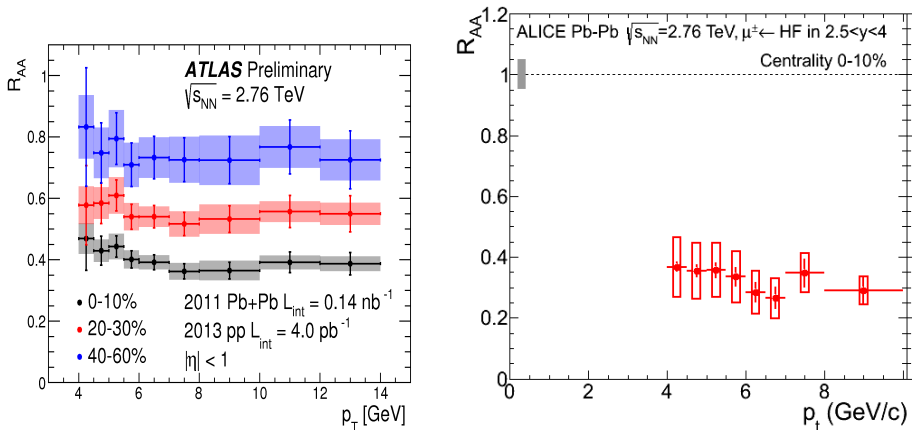 R_AA
1
0.8
0.6
0.4
0.2
0
ATLAS Preliminary
√s_NN = 2.76 TeV
0-10%
20-30%
40-60%
2011 Pb+Pb L_int = 0.14 nb⁻¹
2013 pp L_int = 4.0 pb⁻¹
|η| < 1
4 6 8 10 12 14
p_T [GeV]
R_AA
1.2
1
0.8
0.6
0.4
0.2
0
ALICE Pb-Pb √s_NN=2.76 TeV, μ±← HF in 2.5<y<4
Centrality 0-10%
0 2 4 6 8
p_t (GeV/c)